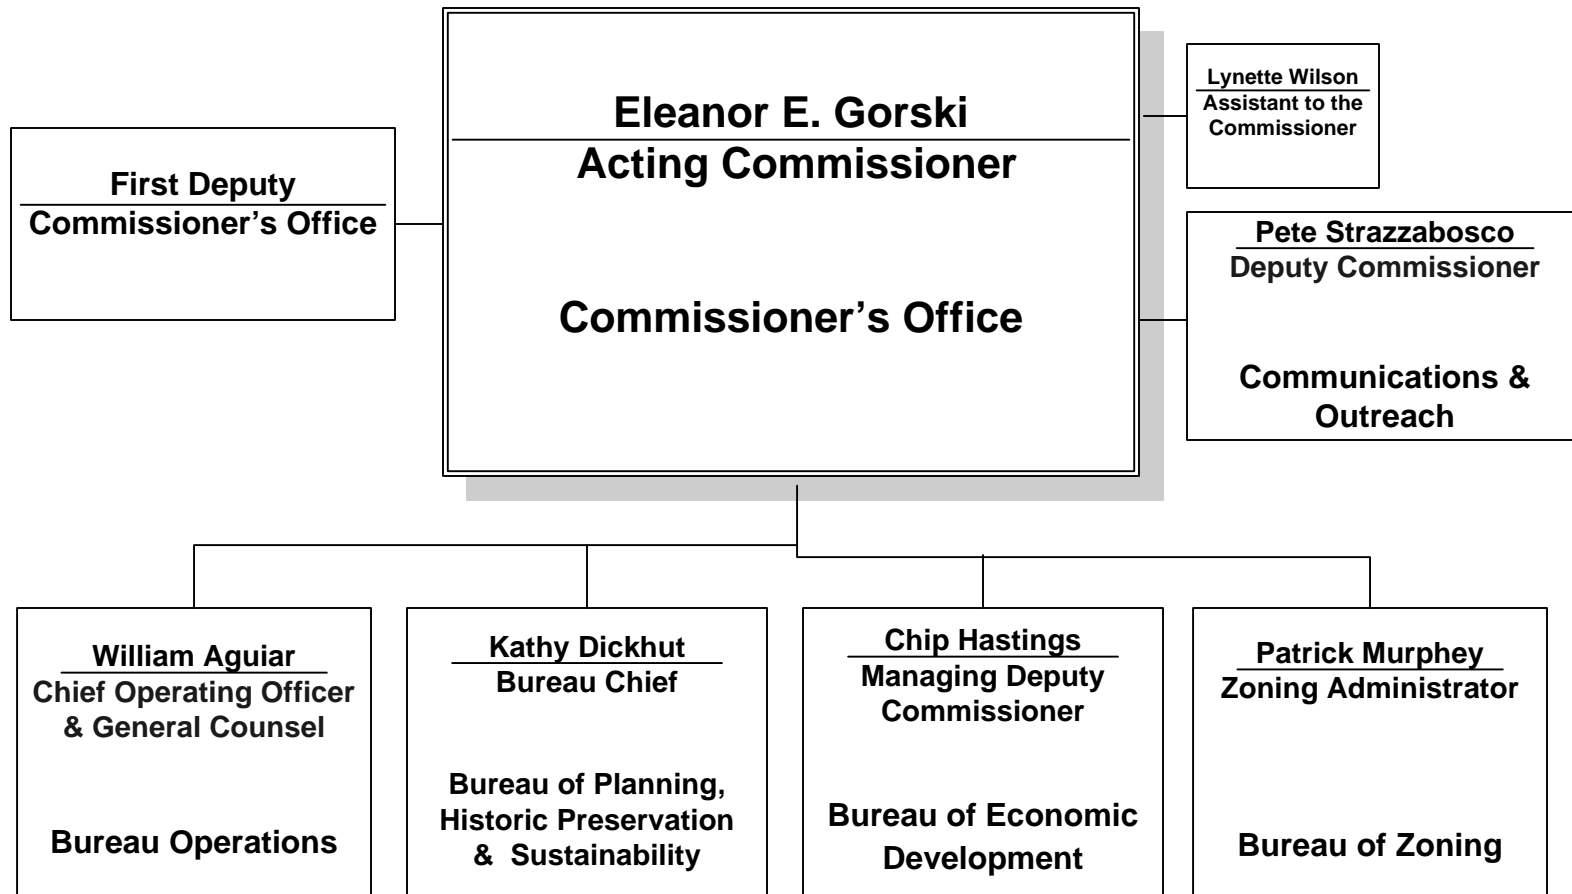 Eleanor E. Gorski
Acting Commissioner
Commissioner’s Office
First Deputy
Commissioner’s Office
Lynette Wilson
Assistant to the
Commissioner
Pete Strazzabosco
Deputy Commissioner
Communications &
Outreach
William Aguiar
Chief Operating Officer
& General Counsel
Bureau Operations
Kathy Dickhut
Bureau Chief
Bureau of Planning,
Historic Preservation
& Sustainability
Chip Hastings
Managing Deputy
Commissioner
Bureau of Economic
Development
Patrick Murphey
Zoning Administrator
Bureau of Zoning